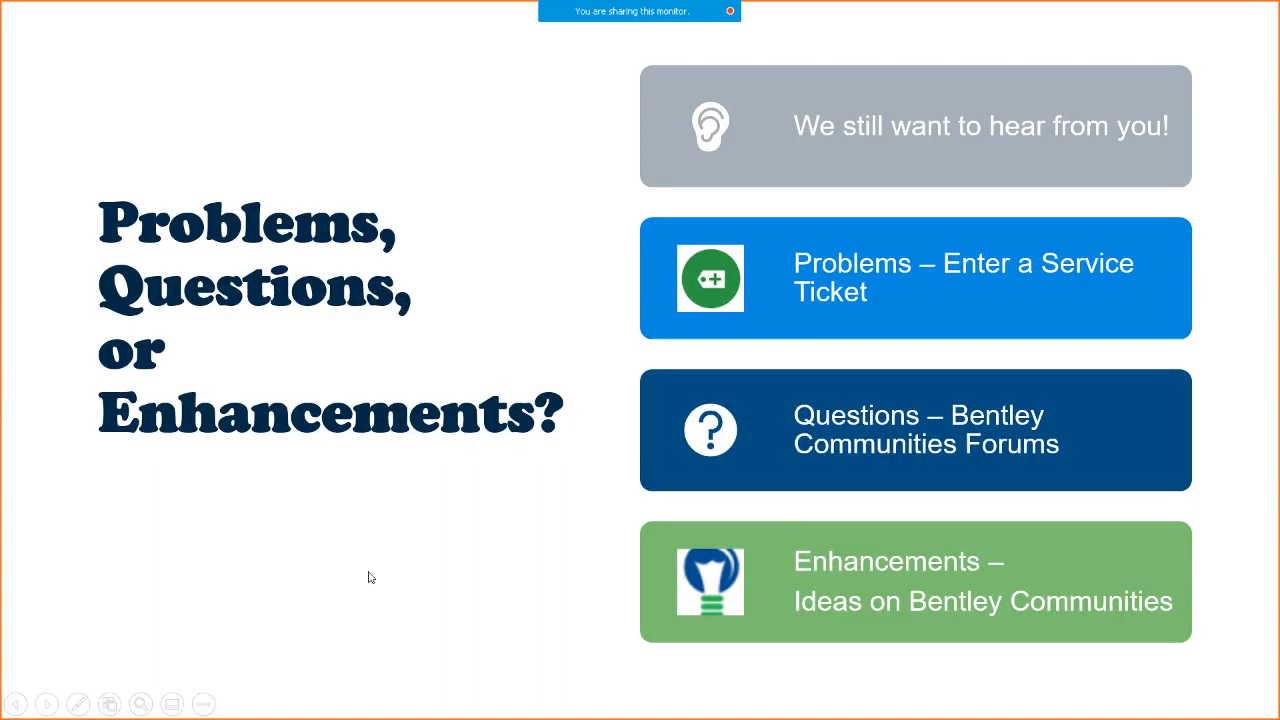 You are sharing this monitor.
Problems,
Questions,
or
Enhancements?
We still want to hear from you!
Problems – Enter a Service
Ticket
Questions – Bentley
Communities Forums
Enhancements –
Ideas on Bentley Communities